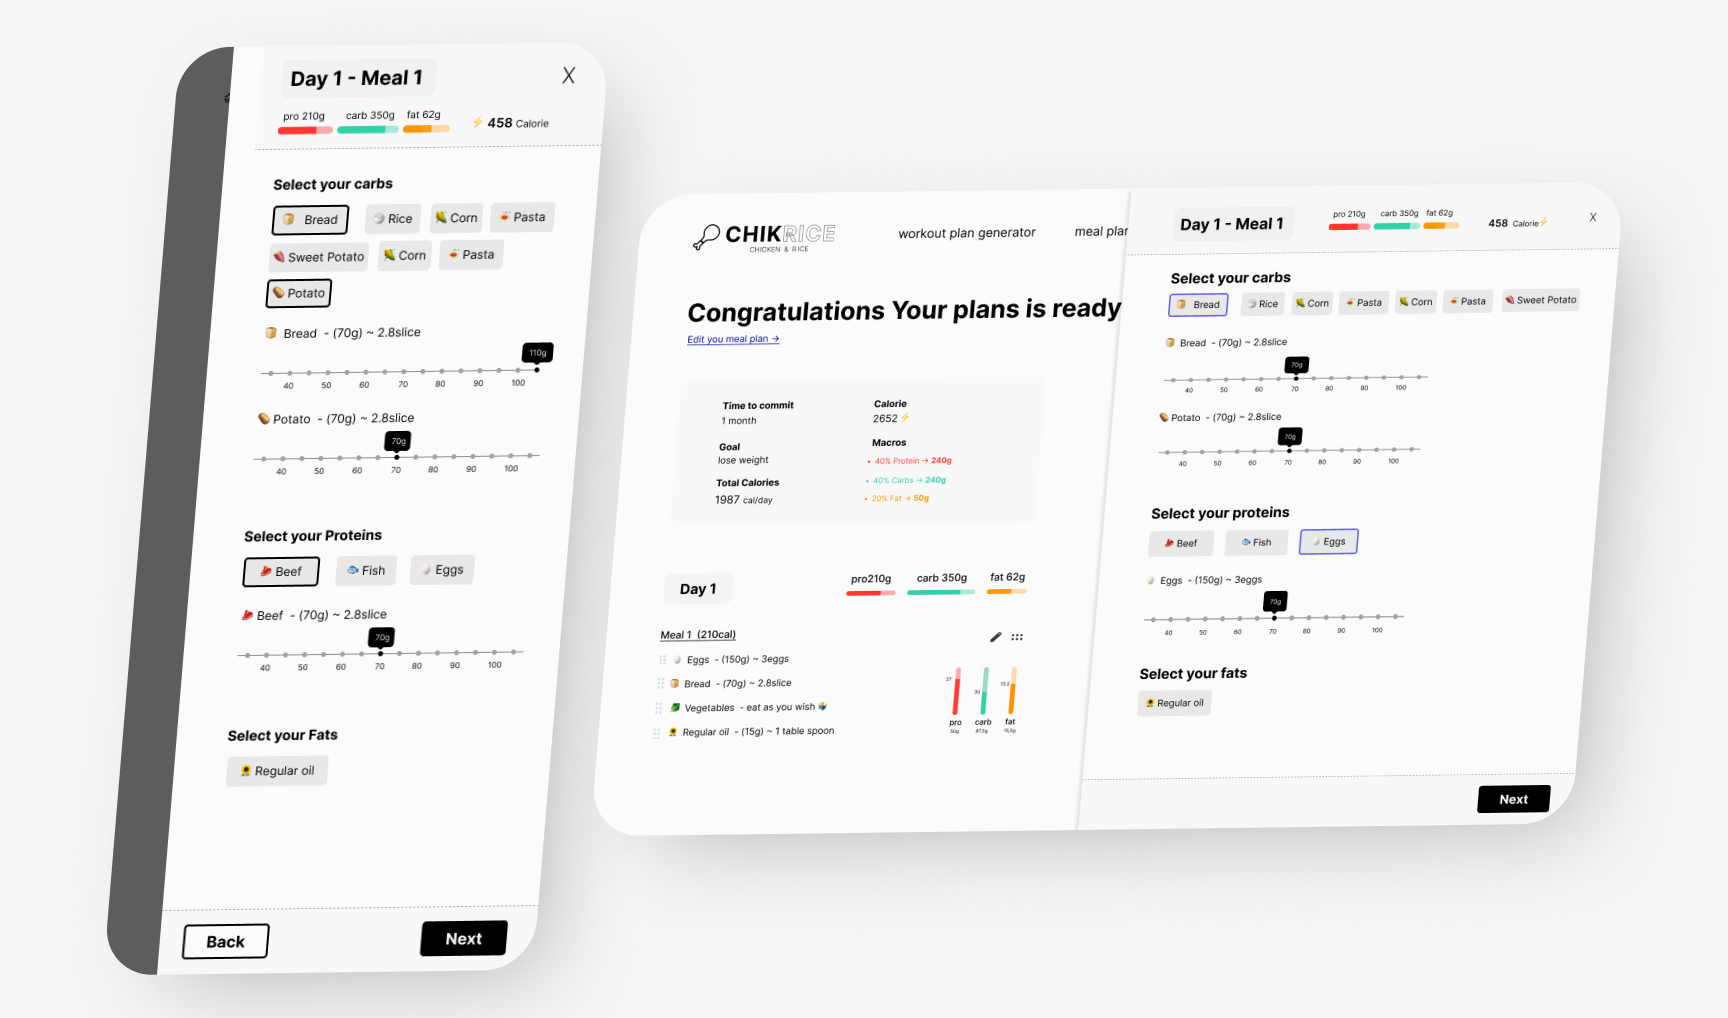 Day 1 - Meal 1
X
pro 210g carb 350g fat 62g
⚡ 458 Calorie
Select your carbs
Bread Rice Corn Pasta
Sweet Potato Corn Pasta
Potato
Bread - (70g) ~ 2.8slice
110g
40 50 60 70 80 90 100
Potato - (70g) ~ 2.8slice
70g
40 50 60 70 80 90 100
Select your Proteins
Beef Fish Eggs
Beef - (70g) ~ 2.8slice
70g
40 50 60 70 80 90 100
Select your Fats
Regular oil
Back Next
CHIKRICE
CHICKEN & RICE
workout plan generator meal plan
Congratulations Your plans is ready
Edit you meal plan →
Time to commit
1 month
Goal
lose weight
Total Calories
1987 cal/day
Calorie
2652 ⚡
Macros
• 40% Protein → 240g
• 40% Carbs → 240g
• 20% Fat → 50g
Day 1
pro210g carb 350g fat 62g
Meal 1 (210cal)
Eggs - (150g) ~ 3eggs
Bread - (70g) ~ 2.8slice
Vegetables - eat as you wish
Regular oil - (15g) ~ 1 table spoon
37 30
pro carb fat
50g
Day 1 - Meal 1
pro 210g carb 350g fat 62g
458 Calorie⚡
X
Select your carbs
Bread Rice Corn Pasta Corn Pasta Sweet Potato
Bread - (70g) ~ 2.8slice
70g
40 50 60 70 80 90 100
Potato - (70g) ~ 2.8slice
70g
40 50 60 70 80 90 100
Select your proteins
Beef Fish Eggs
Eggs - (150g) ~ 3eggs
70g
40 50 60 70 80 90 100
Select your fats
Regular oil
Next